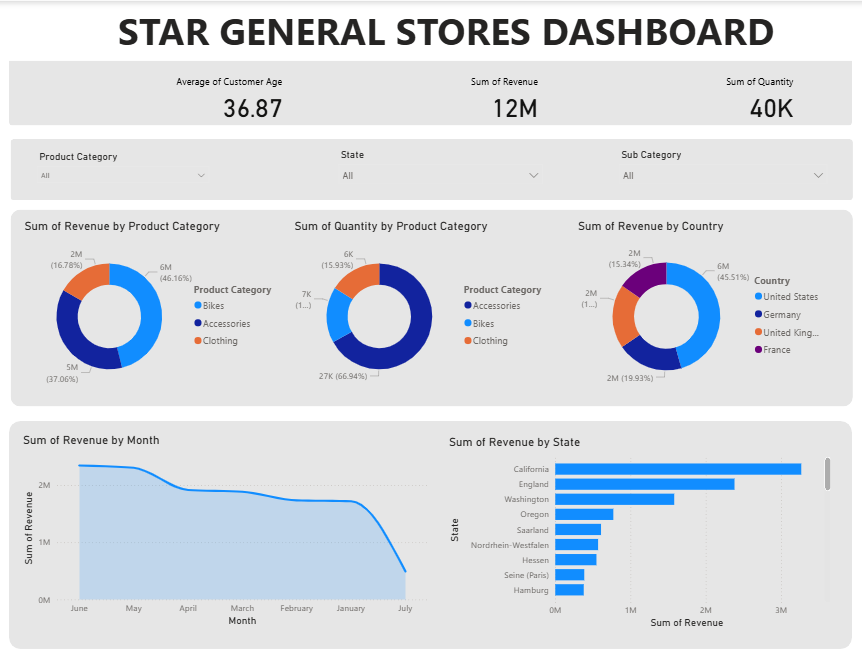 STAR GENERAL STORES DASHBOARD
Average of Customer Age
36.87
Sum of Revenue
12M
Sum of Quantity
40K
Product Category
All
State
All
Sub Category
All
Sum of Revenue by Product Category
2M
(16.78%)
6M
(46.16%)
5M
(37.06%)
Product Category
Bikes
Accessories
Clothing
Sum of Quantity by Product Category
6K
(15.93%)
7K
(1...)
27K (66.94%)
Product Category
Accessories
Bikes
Clothing
Sum of Revenue by Country
2M
(15.34%)
6M
(45.51%)
2M
(1...)
2M (19.93%)
Country
United States
Germany
United King...
France
Sum of Revenue by Month
Sum of Revenue
2M
1M
0M
June
May
April
March
February
January
July
Month
Sum of Revenue by State
State
California
England
Washington
Oregon
Saarland
Nordrhein-Westfalen
Hessen
Seine (Paris)
Hamburg
0M
1M
2M
3M
Sum of Revenue